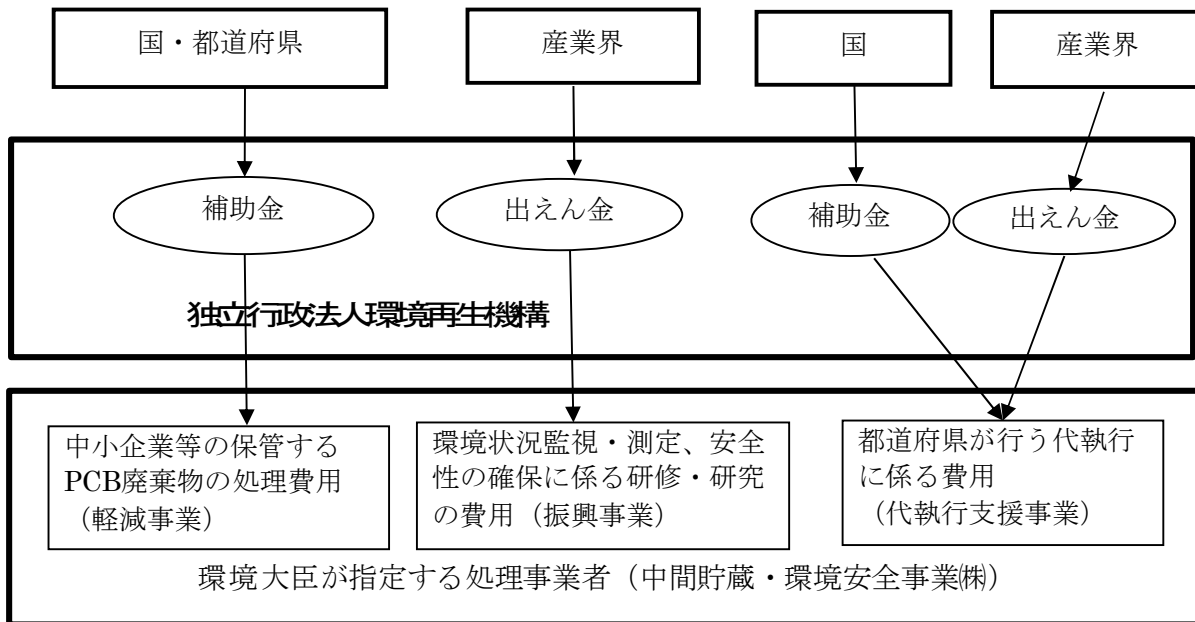 国・都道府県
産業界
国
産業界
補助金
出えん金
補助金
出えん金
独立行政法人環境再生機構
中小企業等の保管する
PCB廃棄物の処理費用
（軽減事業）
環境状況監視・測定、安全
性の確保に係る研修・研究
の費用（振興事業）
都道府県が行う代執行
に係る費用
（代執行支援事業）
環境大臣が指定する処理事業者（中間貯蔵・環境安全事業㈱）